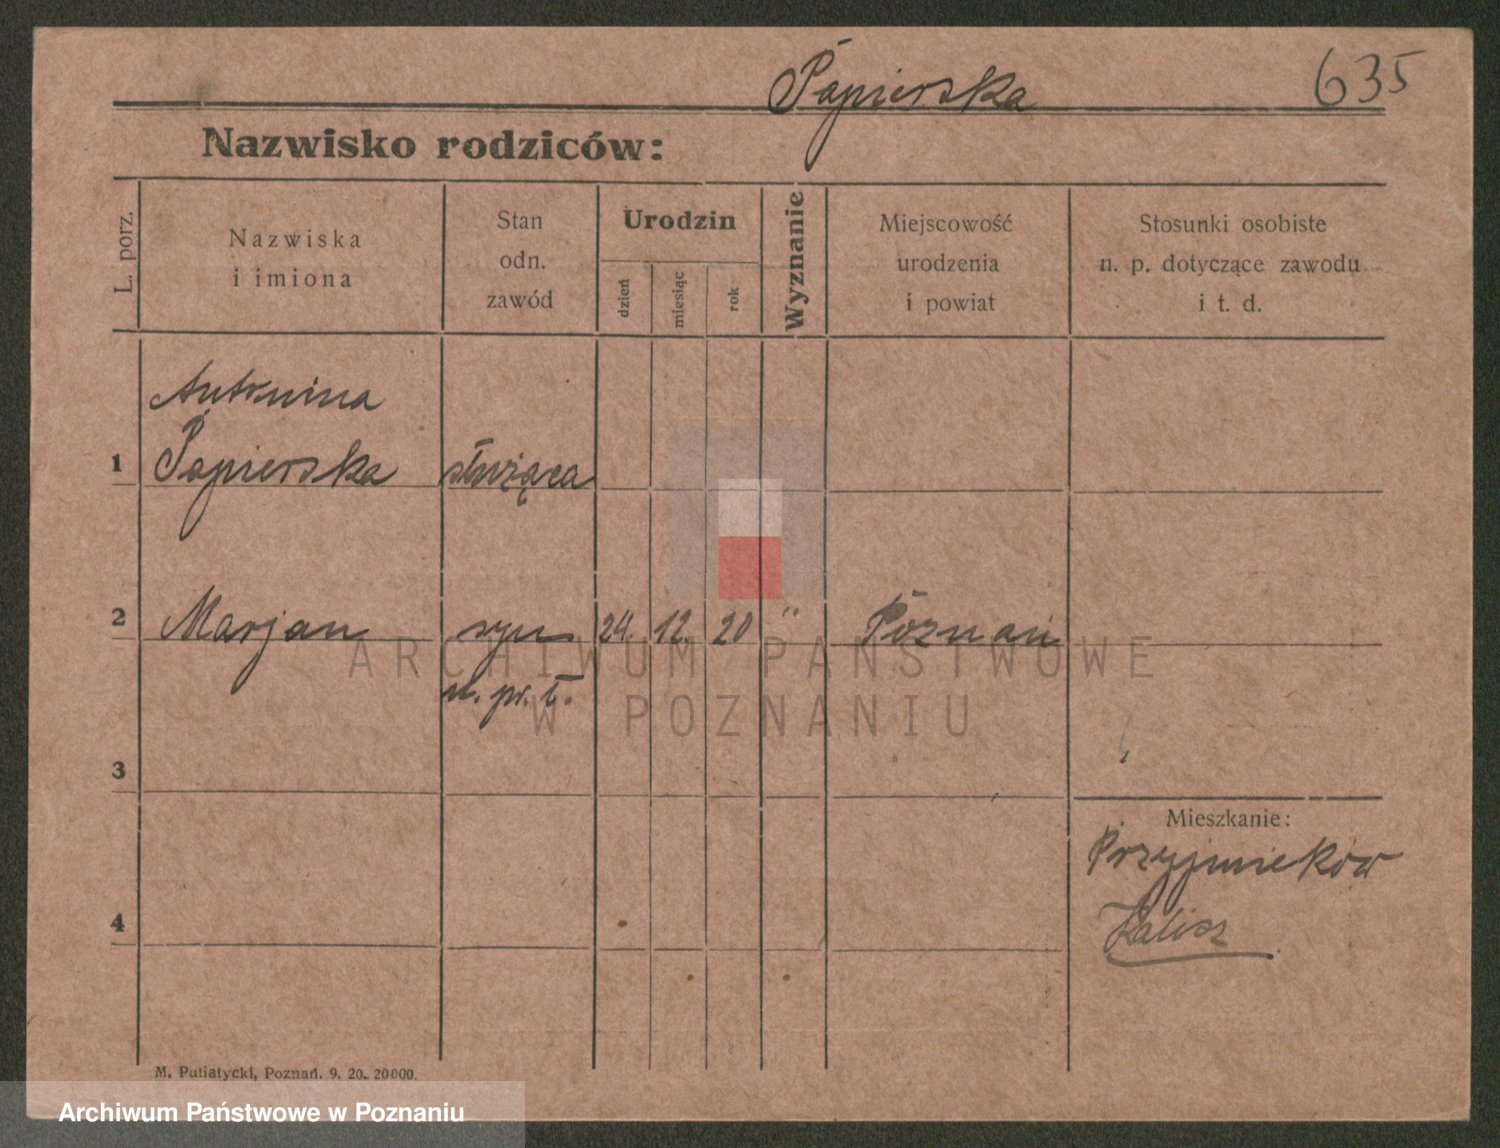 Papierska
635
Nazwisko rodziców:
L. porz.
Nazwiska
i imiona
Stan
odn.
zawód
Urodzin
dzień
miesiąc
rok
Wyznanie
Miejscowość
urodzenia
i powiat
Stosunki osobiste
n. p. dotyczące zawodu
i t. d.
Antonina
1 Papierska służąca
2 Marjan syn 24. 12. 20 " Poznań
ARCHIWUM PAŃSTWOWE
W POZNANIU
3
Mieszkanie:
Przyjmieków
Kalisz
4
M. Putiatycki, Poznań. 9. 20. 20000.
Archiwum Państwowe w Poznaniu